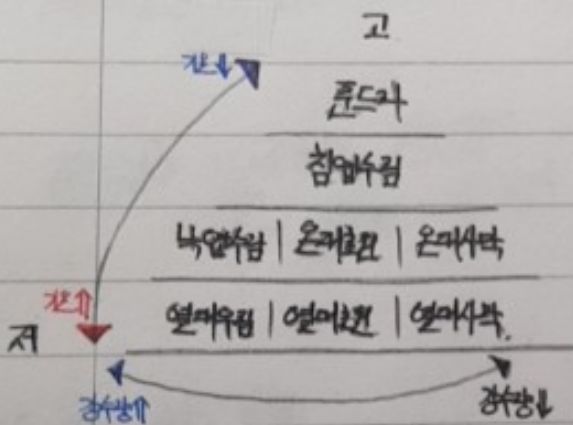 고
기온↓
툰드라
침엽수림
낙엽수림 | 온대초원 | 온대사막
기온⇑
열대우림 | 열대초원 | 열대사막.
저
강수량⇑
강수량↓